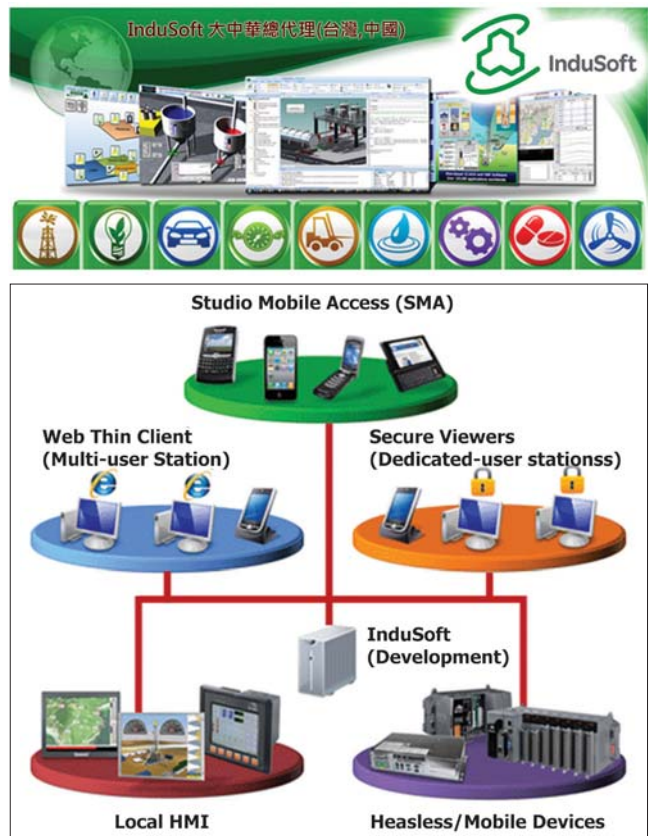 InduSoft 大中華總代理(台灣,中國)
InduSoft
Studio Mobile Access (SMA)
Web Thin Client
(Multi-user Station)
Secure Viewers
(Dedicated-user stationss)
InduSoft
(Development)
Local HMI
Heasless/Mobile Devices